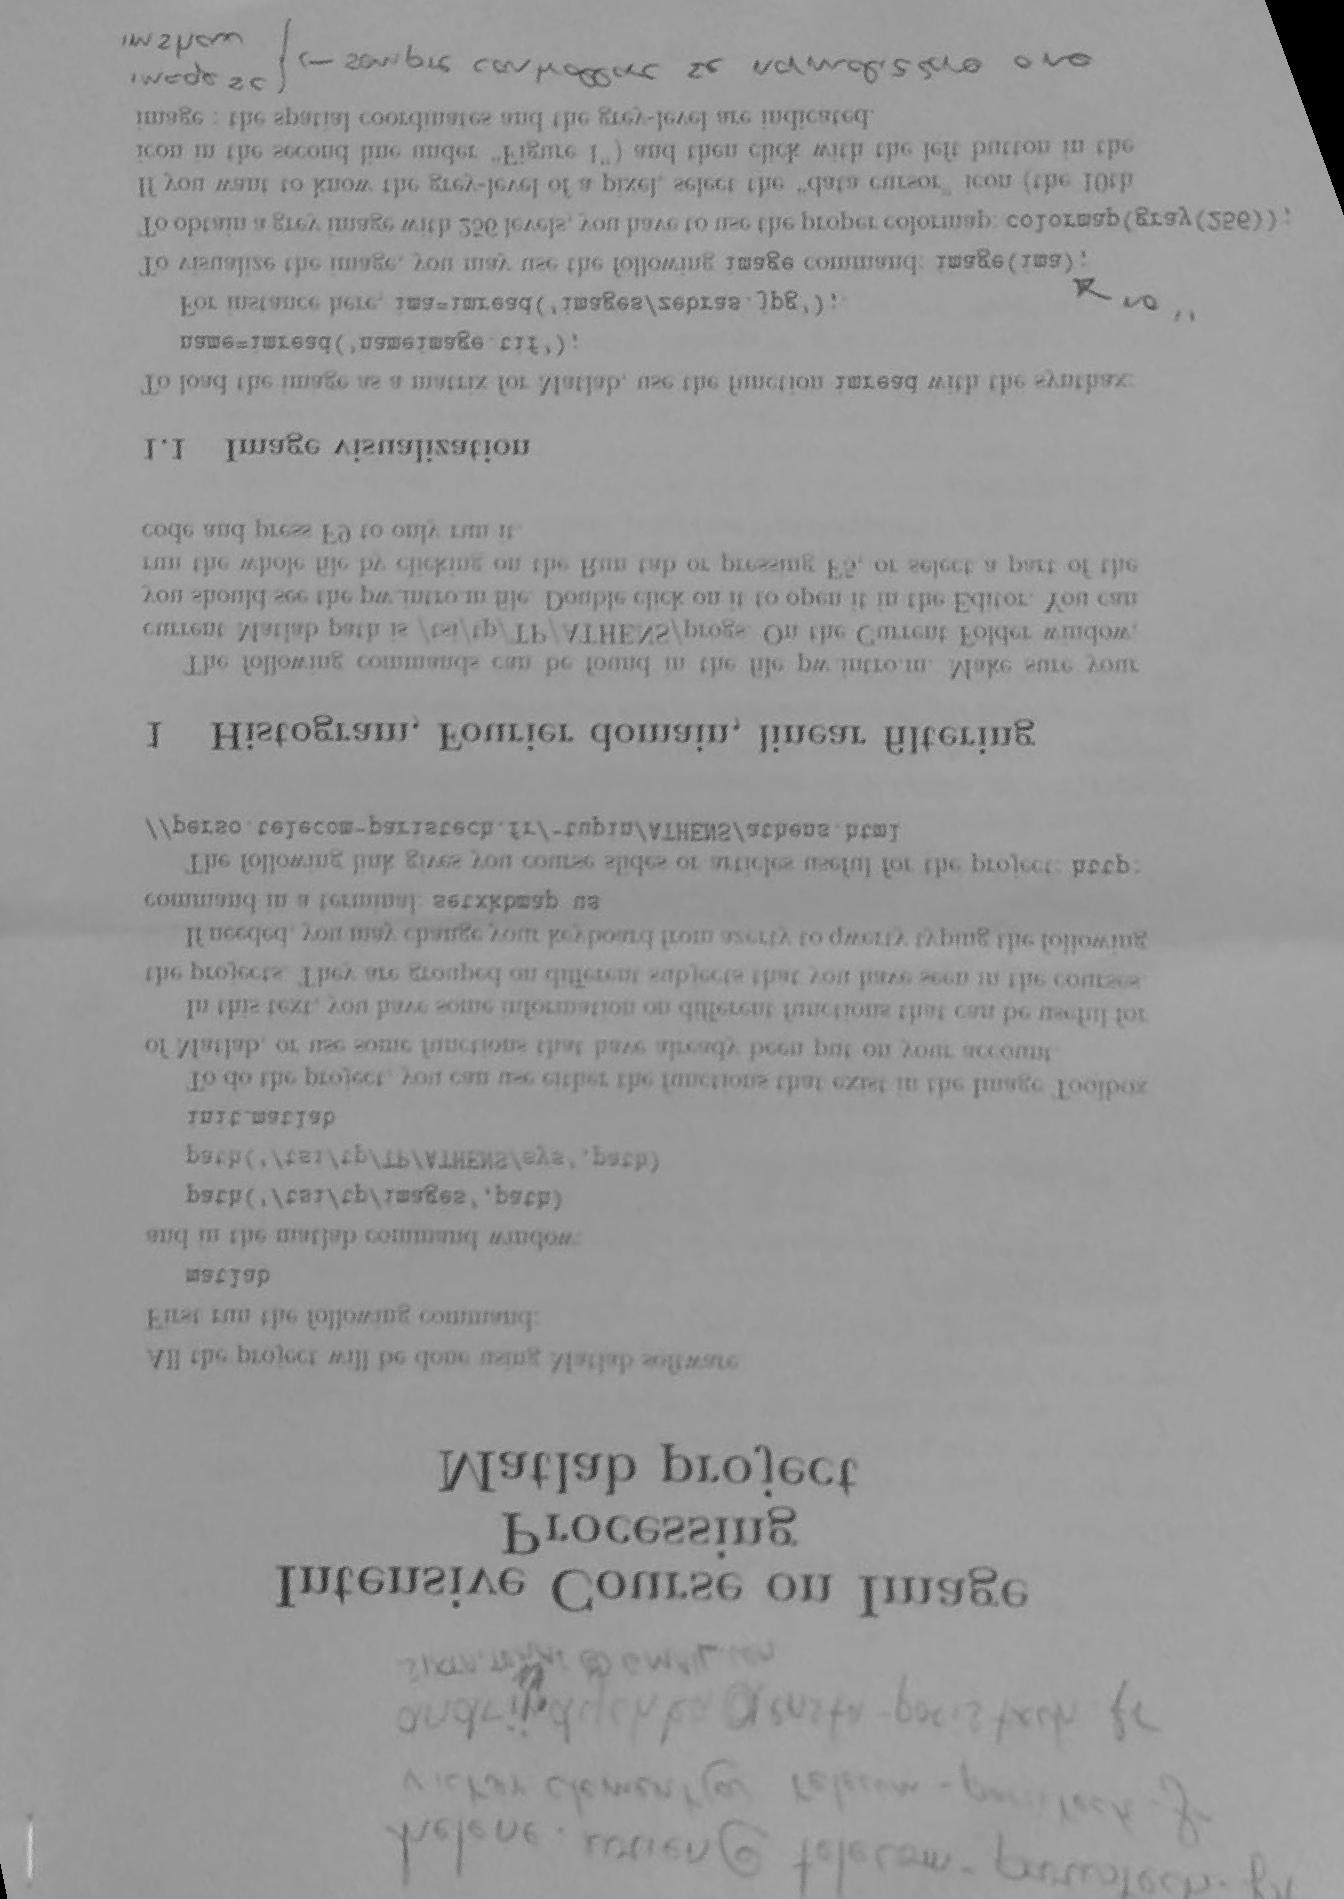 helene. @ telecom-paristech.fr
victor.clement@ telecom-paristech.fr
@ensta-paristech.fr
@GMAIL.COM
Intensive Course on Image
Processing
Matlab project
All the project will be done using Matlab software.
First run the following command:
matlab
and in the matlab command window:
path('/tsi/tp/images',path)
path('/tsi/tp/TP/ATHENS/sys',path)
init_matlab
To do the project, you can use either the functions that exist in the Image Toolbox
of Matlab, or use some functions that have already been put on your account.
In this text, you have some information on different functions that can be useful for
the projects. They are grouped on different subjects that you have seen in the courses.
If needed, you may change your keyboard from azerty to qwerty typing the following
command in a terminal: setxkbmap us
The following link gives you course slides or articles useful for the project: http:
//perso.telecom-paristech.fr/~tupin/ATHENS/athens.html
1 Histogram, Fourier domain, linear filtering
The following commands can be found in the file pw_intro.m. Make sure your
current Matlab path is /tsi/tp/TP/ATHENS/progs. On the Current Folder window,
you should see the pw_intro.m file. Double click on it to open it in the Editor. You can
run the whole file by clicking on the Run tab or pressing F5, or select a part of the
code and press F9 to only run it.
1.1 Image visualization
To load the image as a matrix for Matlab, use the function imread with the synthax:
name=imread('nameimage.tif');
For instance here, ima=imread('images/zebras.jpg');
To visualize the image, you may use the following image command: image(ima);
no !!
To obtain a grey image with 256 levels, you have to use the proper colormap: colormap(gray(256));
If you want to know the grey-level of a pixel, select the "data cursor" icon (the 10th
icon in the second line under "Figure 1") and then click with the left button in the
image : the spatial coordinates and the grey-level are indicated.
image sc
imshow
← sempre controllare se normalizzano o no